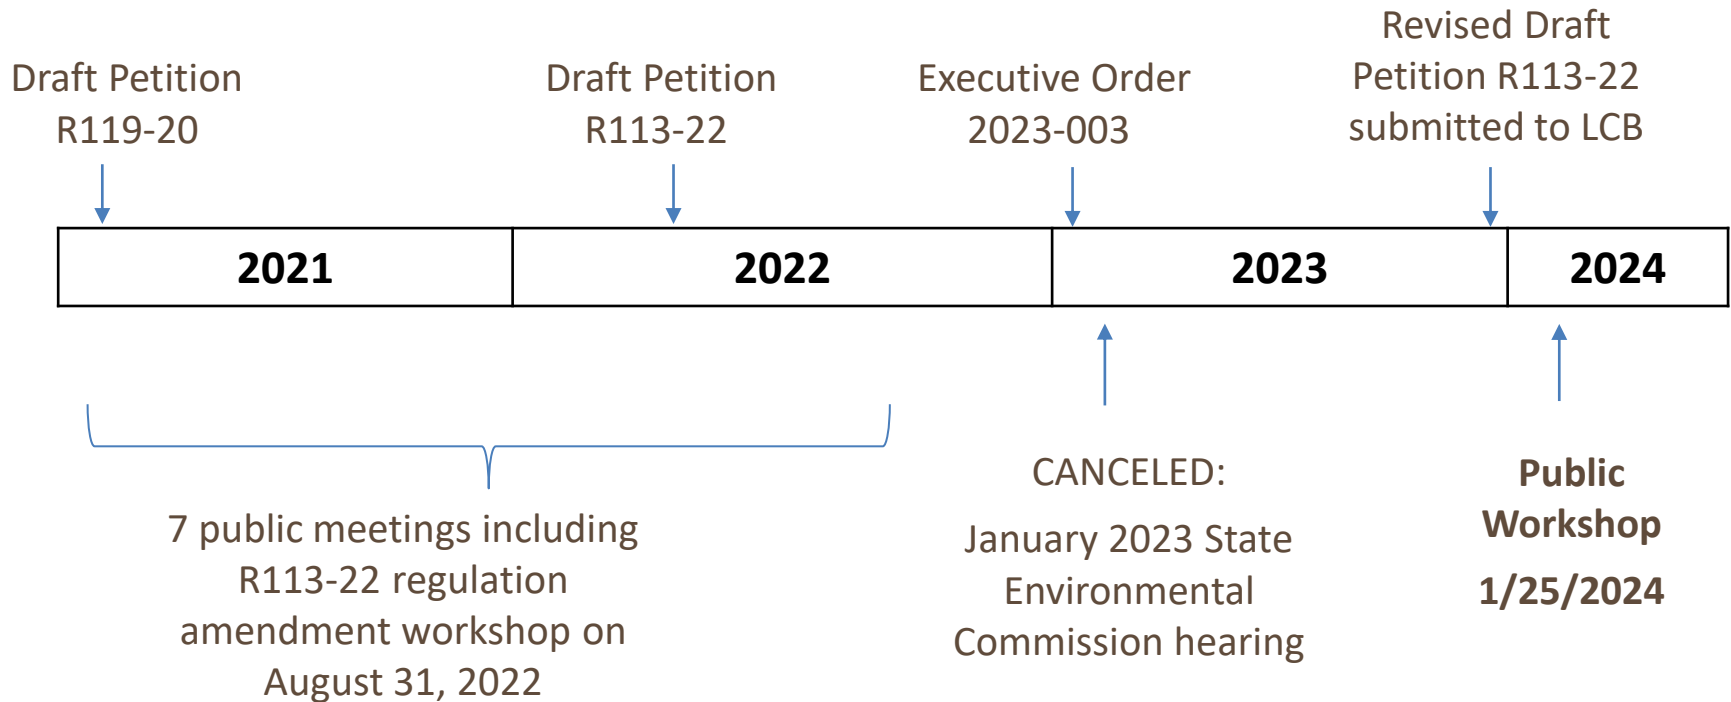 Draft Petition
R119-20
Draft Petition
R113-22
Executive Order
2023-003
Revised Draft
Petition R113-22
submitted to LCB
2021
2022
2023
2024
7 public meetings including
R113-22 regulation
amendment workshop on
August 31, 2022
CANCELED:
January 2023 State
Environmental
Commission hearing
Public
Workshop
1/25/2024